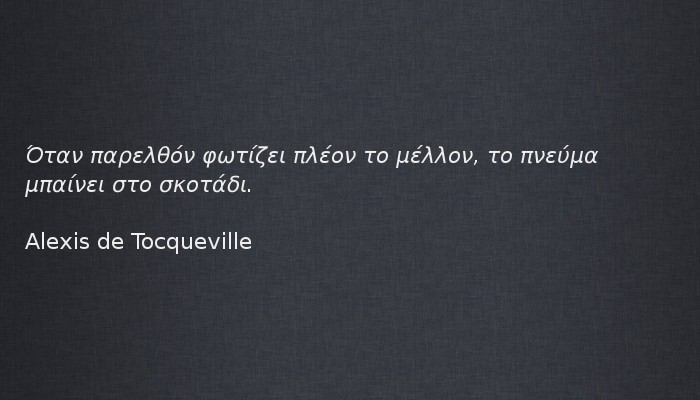 Όταν παρελθόν φωτίζει πλέον το μέλλον, το πνεύμα
μπαίνει στο σκοτάδι.
Alexis de Tocqueville